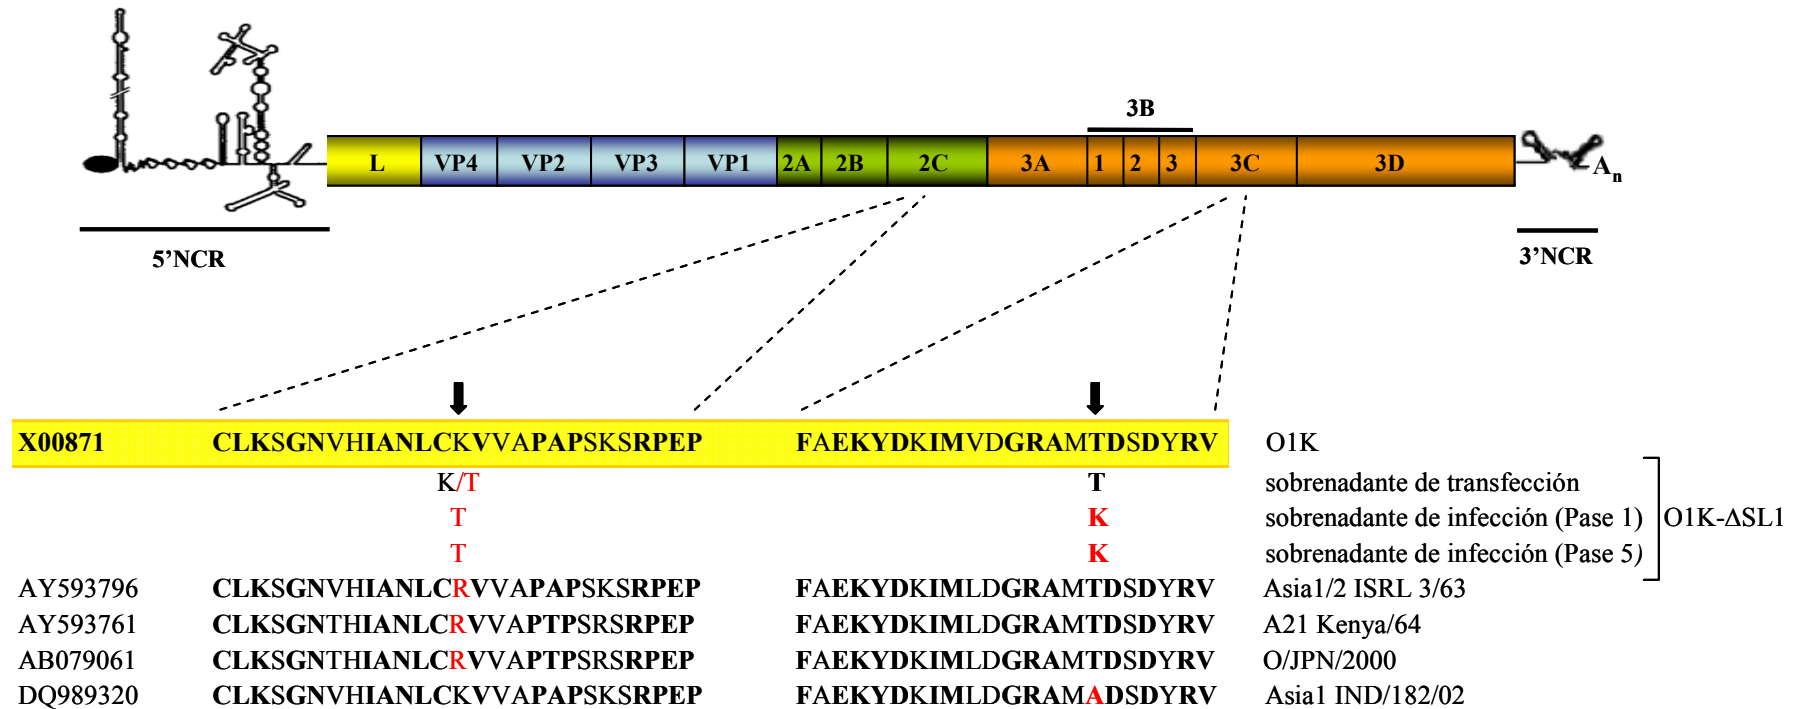 3B
L VP4 VP2 VP3 VP1 2A 2B 2C 3A 1 2 3 3C 3D An
5’NCR 3’NCR
X00871 CLKSGNVHIANLCKVVAPAPSKSRPEP FAEKYDKIMVDGRAMTDSDYRV O1K
K/T T sobrenadante de transfección
T K sobrenadante de infección (Pase 1) O1K-ΔSL1
T K sobrenadante de infección (Pase 5)
AY593796 CLKSGNVHIANLCRVVAPAPSKSRPEP FAEKYDKIMLDGRAMTDSDYRV Asia1/2 ISRL 3/63
AY593761 CLKSGNTHIANLCRVVAPTPSRSRPEP FAEKYDKIMLDGRAMTDSDYRV A21 Kenya/64
AB079061 CLKSGNTHIANLCRVVAPTPSRSRPEP FAEKYDKIMLDGRAMTDSDYRV O/JPN/2000
DQ989320 CLKSGNVHIANLCKVVAPAPSKSRPEP FAEKYDKIMLDGRAMADSDYRV Asia1 IND/182/02